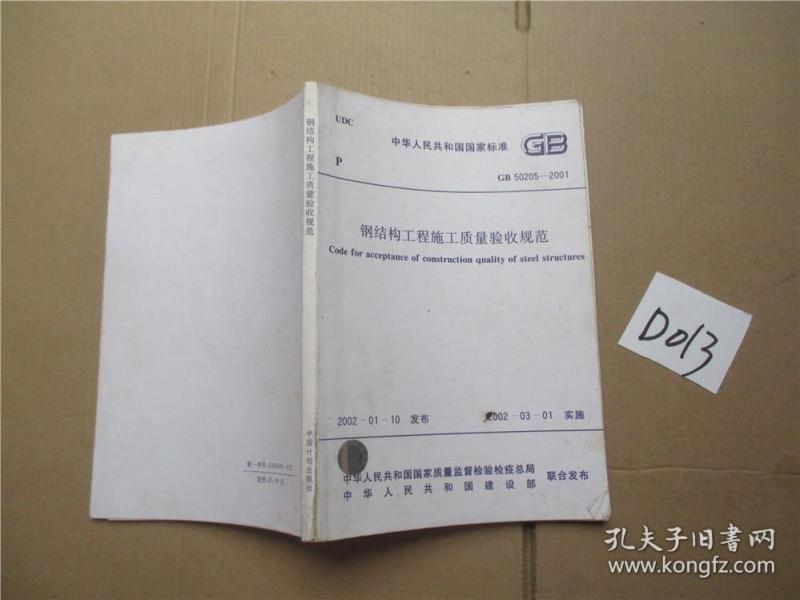 钢结构工程施工质量验收规范
中国计划出版社
UDC
P
中华人民共和国国家标准
GB
GB 50205—2001
钢结构工程施工质量验收规范
Code for acceptance of construction quality of steel structures
2002-01-10 发布
2002-03-01 实施
中华人民共和国国家质量监督检验检疫总局
中华人民共和国建设部
联合发布
D013
孔夫子旧书网
www.kongfz.com